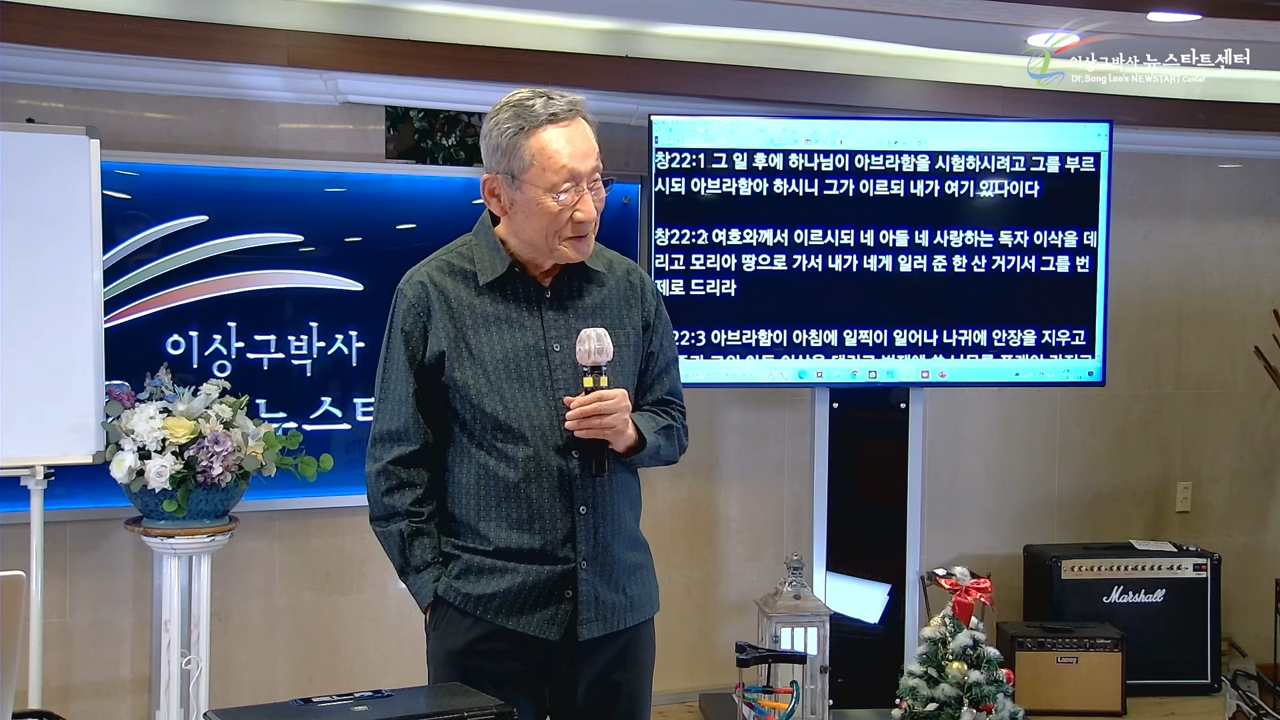 이상구박사 뉴스타트센터
Dr.Sang Lee's NEWSTART Center
창22:1 그 일 후에 하나님이 아브라함을 시험하시려고 그를 부르
시되 아브라함아 하시니 그가 이르되 내가 여기 있나이다
창22:2 여호와께서 이르시되 네 아들 네 사랑하는 독자 이삭을 데
리고 모리아 땅으로 가서 내가 네게 일러 준 한 산 거기서 그를 번
제로 드리라
22:3 아브라함이 아침에 일찍이 일어나 나귀에 안장을 지우고
이상구박사
뉴스타
Marshall
Laney